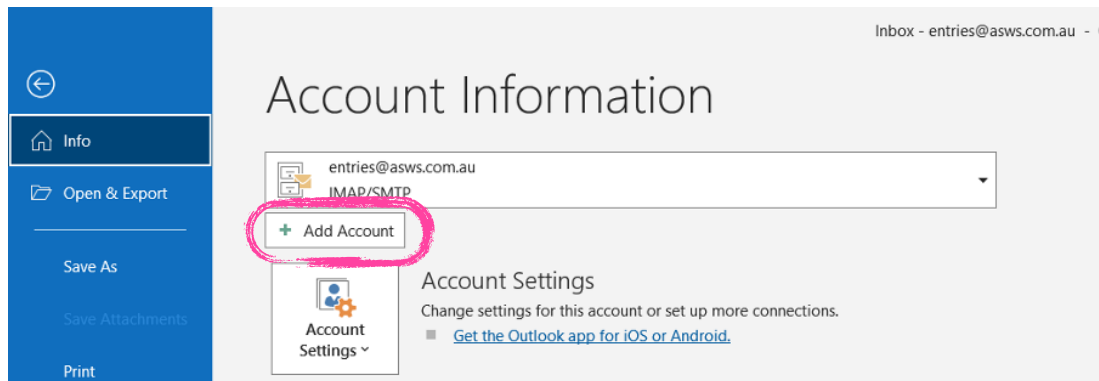 Inbox - entries@asws.com.au -
Account Information
Info
entries@asws.com.au
IMAP/SMTP
Open & Export
+ Add Account
Save As
Account Settings
Change settings for this account or set up more connections.
Get the Outlook app for iOS or Android.
Save Attachments
Account
Settings
Print